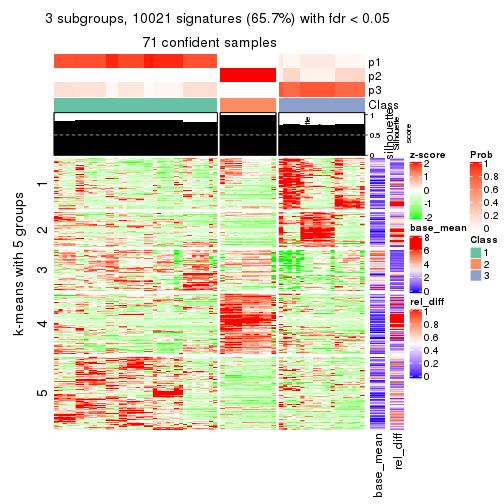 3 subgroups, 10021 signatures (65.7%) with fdr < 0.05
71 confident samples
p1
p2
p3
Class
1
0.5
0
silhouette
Silhouette
score
k-means with 5 groups
1
2
3
4
5
base_mean
rel_diff
z-score
2
1
0
-1
-2
base_mean
8
6
4
2
0
rel_diff
1
0.8
0.6
0.4
0.2
0
Prob
1
0.8
0.6
0.4
0.2
0
Class
1
2
3